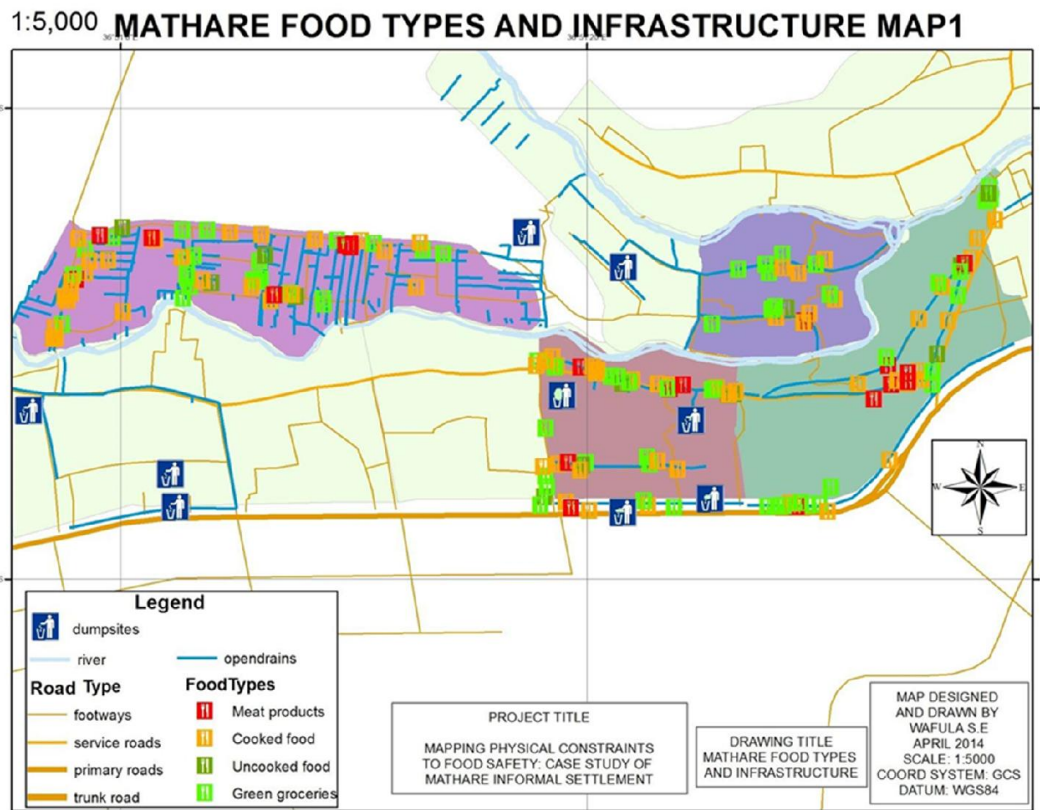 1:5,000 MATHARE FOOD TYPES AND INFRASTRUCTURE MAP1
N
W E
S
Legend
dumpsites
river
opendrains
Road Type
FoodTypes
footways
Meat products
service roads
Cooked food
primary roads
Uncooked food
trunk road
Green groceries
PROJECT TITLE
MAPPING PHYSICAL CONSTRAINTS
TO FOOD SAFETY: CASE STUDY OF
MATHARE INFORMAL SETTLEMENT
DRAWING TITLE
MATHARE FOOD TYPES
AND INFRASTRUCTURE
MAP DESIGNED
AND DRAWN BY
WAFULA S.E
APRIL 2014
SCALE: 1:5000
COORD SYSTEM: GCS
DATUM: WGS84